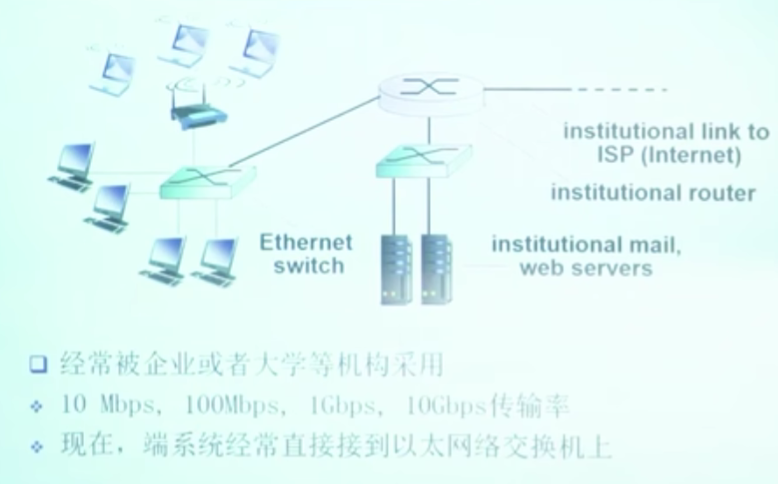 institutional link to
ISP (Internet)
institutional router
Ethernet
switch
institutional mail,
web servers
经常被企业或者大学等机构采用
10 Mbps, 100Mbps, 1Gbps, 10Gbps传输率
现在，端系统经常直接接到以太网络交换机上